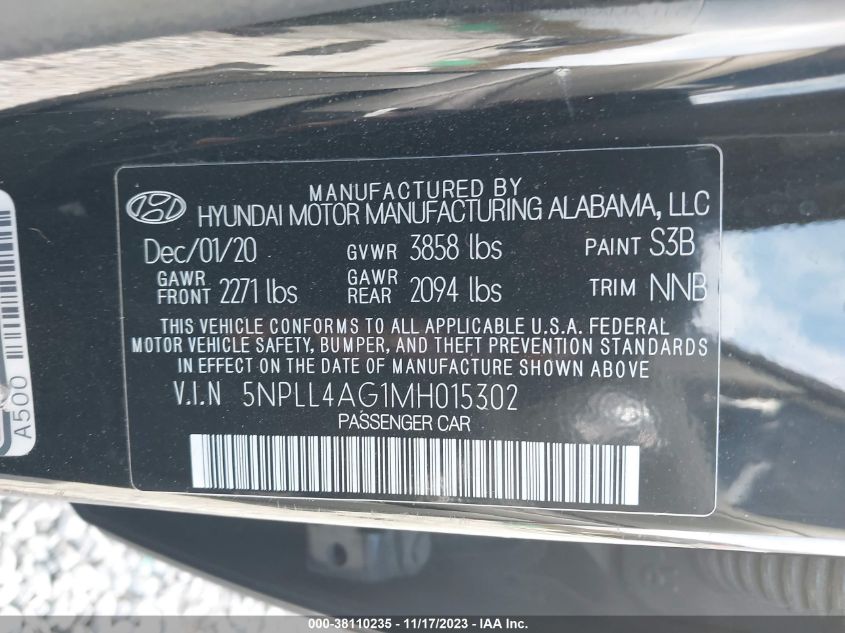 MANUFACTURED BY
HYUNDAI MOTOR MANUFACTURING ALABAMA, LLC
Dec/01/20 GVWR 3858 lbs PAINT S3B
GAWR FRONT 2271 lbs GAWR REAR 2094 lbs TRIM NNB
THIS VEHICLE CONFORMS TO ALL APPLICABLE U.S.A. FEDERAL
MOTOR VEHICLE SAFETY, BUMPER, AND THEFT PREVENTION STANDARDS
IN EFFECT ON THE DATE OF MANUFACTURE SHOWN ABOVE
V.I.N 5NPLL4AG1MH015302
PASSENGER CAR
A500
000-38110235 - 11/17/2023 - © IAA, Inc.